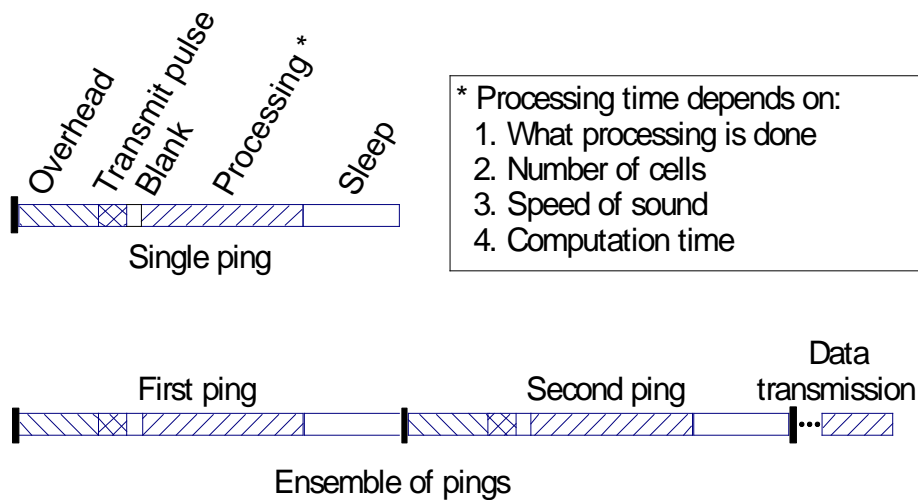 Overhead
Transmit pulse
Blank
Processing *
Sleep
Single ping
* Processing time depends on:
1. What processing is done
2. Number of cells
3. Speed of sound
4. Computation time
First ping
Second ping
Data
transmission
Ensemble of pings